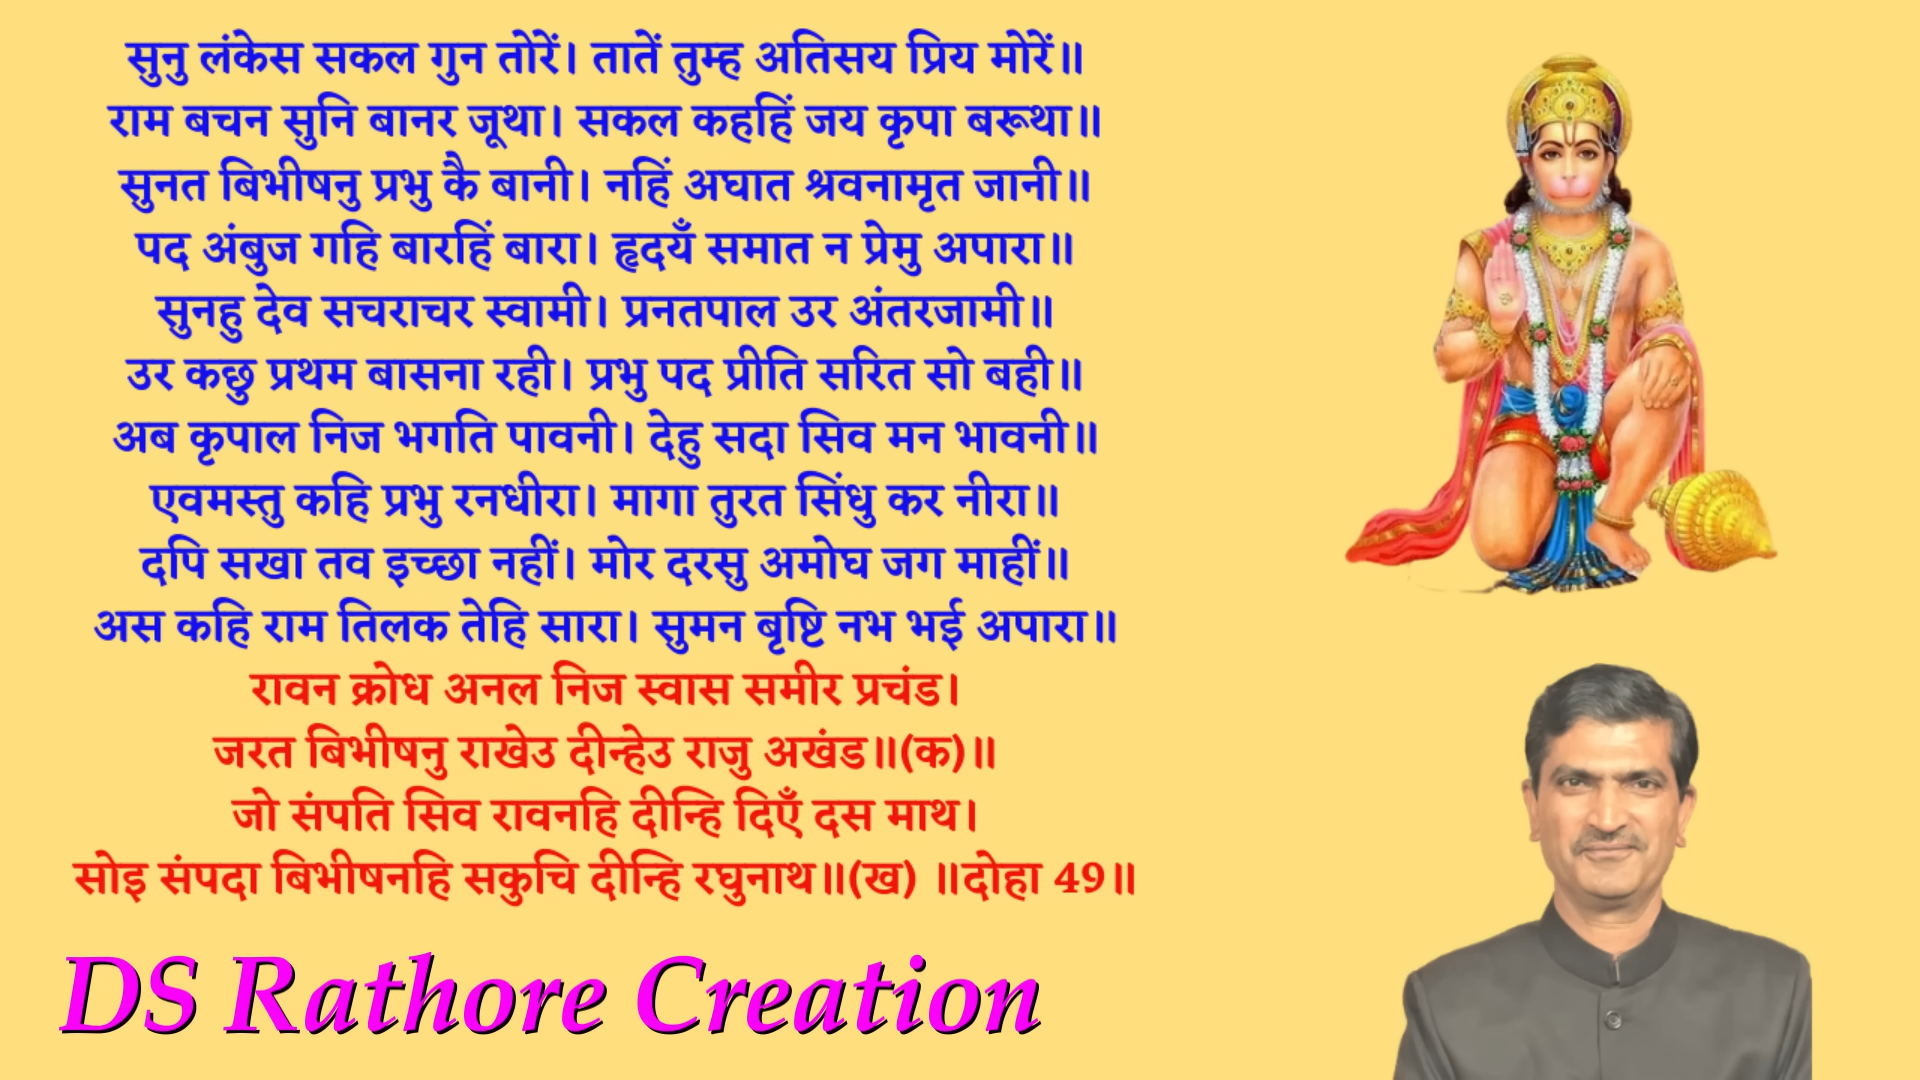 सुनु लंकेस सकल गुन तोरें। तातें तुम्ह अतिसय प्रिय मोरें॥
राम बचन सुनि बानर जूथा। सकल कहहिं जय कृपा बरूथा॥
सुनत बिभीषनु प्रभु कै बानी। नहिं अघात श्रवनामृत जानी॥
पद अंबुज गहि बारहिं बारा। हृदयँ समात न प्रेमु अपारा॥
सुनहु देव सचराचर स्वामी। प्रनतपाल उर अंतरजामी॥
उर कछु प्रथम बासना रही। प्रभु पद प्रीति सरित सो बही॥
अब कृपाल निज भगति पावनी। देहु सदा सिव मन भावनी॥
एवमस्तु कहि प्रभु रनधीरा। मागा तुरत सिंधु कर नीरा॥
दपि सखा तव इच्छा नहीं। मोर दरसु अमोघ जग माहीं॥
अस कहि राम तिलक तेहि सारा। सुमन बृष्टि नभ भई अपारा॥
रावन क्रोध अनल निज स्वास समीर प्रचंड।
जरत बिभीषनु राखेउ दीन्हेउ राजु अखंड॥(क)॥
जो संपति सिव रावनहि दीन्हि दिएँ दस माथ।
सोइ संपदा बिभीषनहि सकुचि दीन्हि रघुनाथ॥(ख) ॥दोहा 49॥
DS Rathore Creation